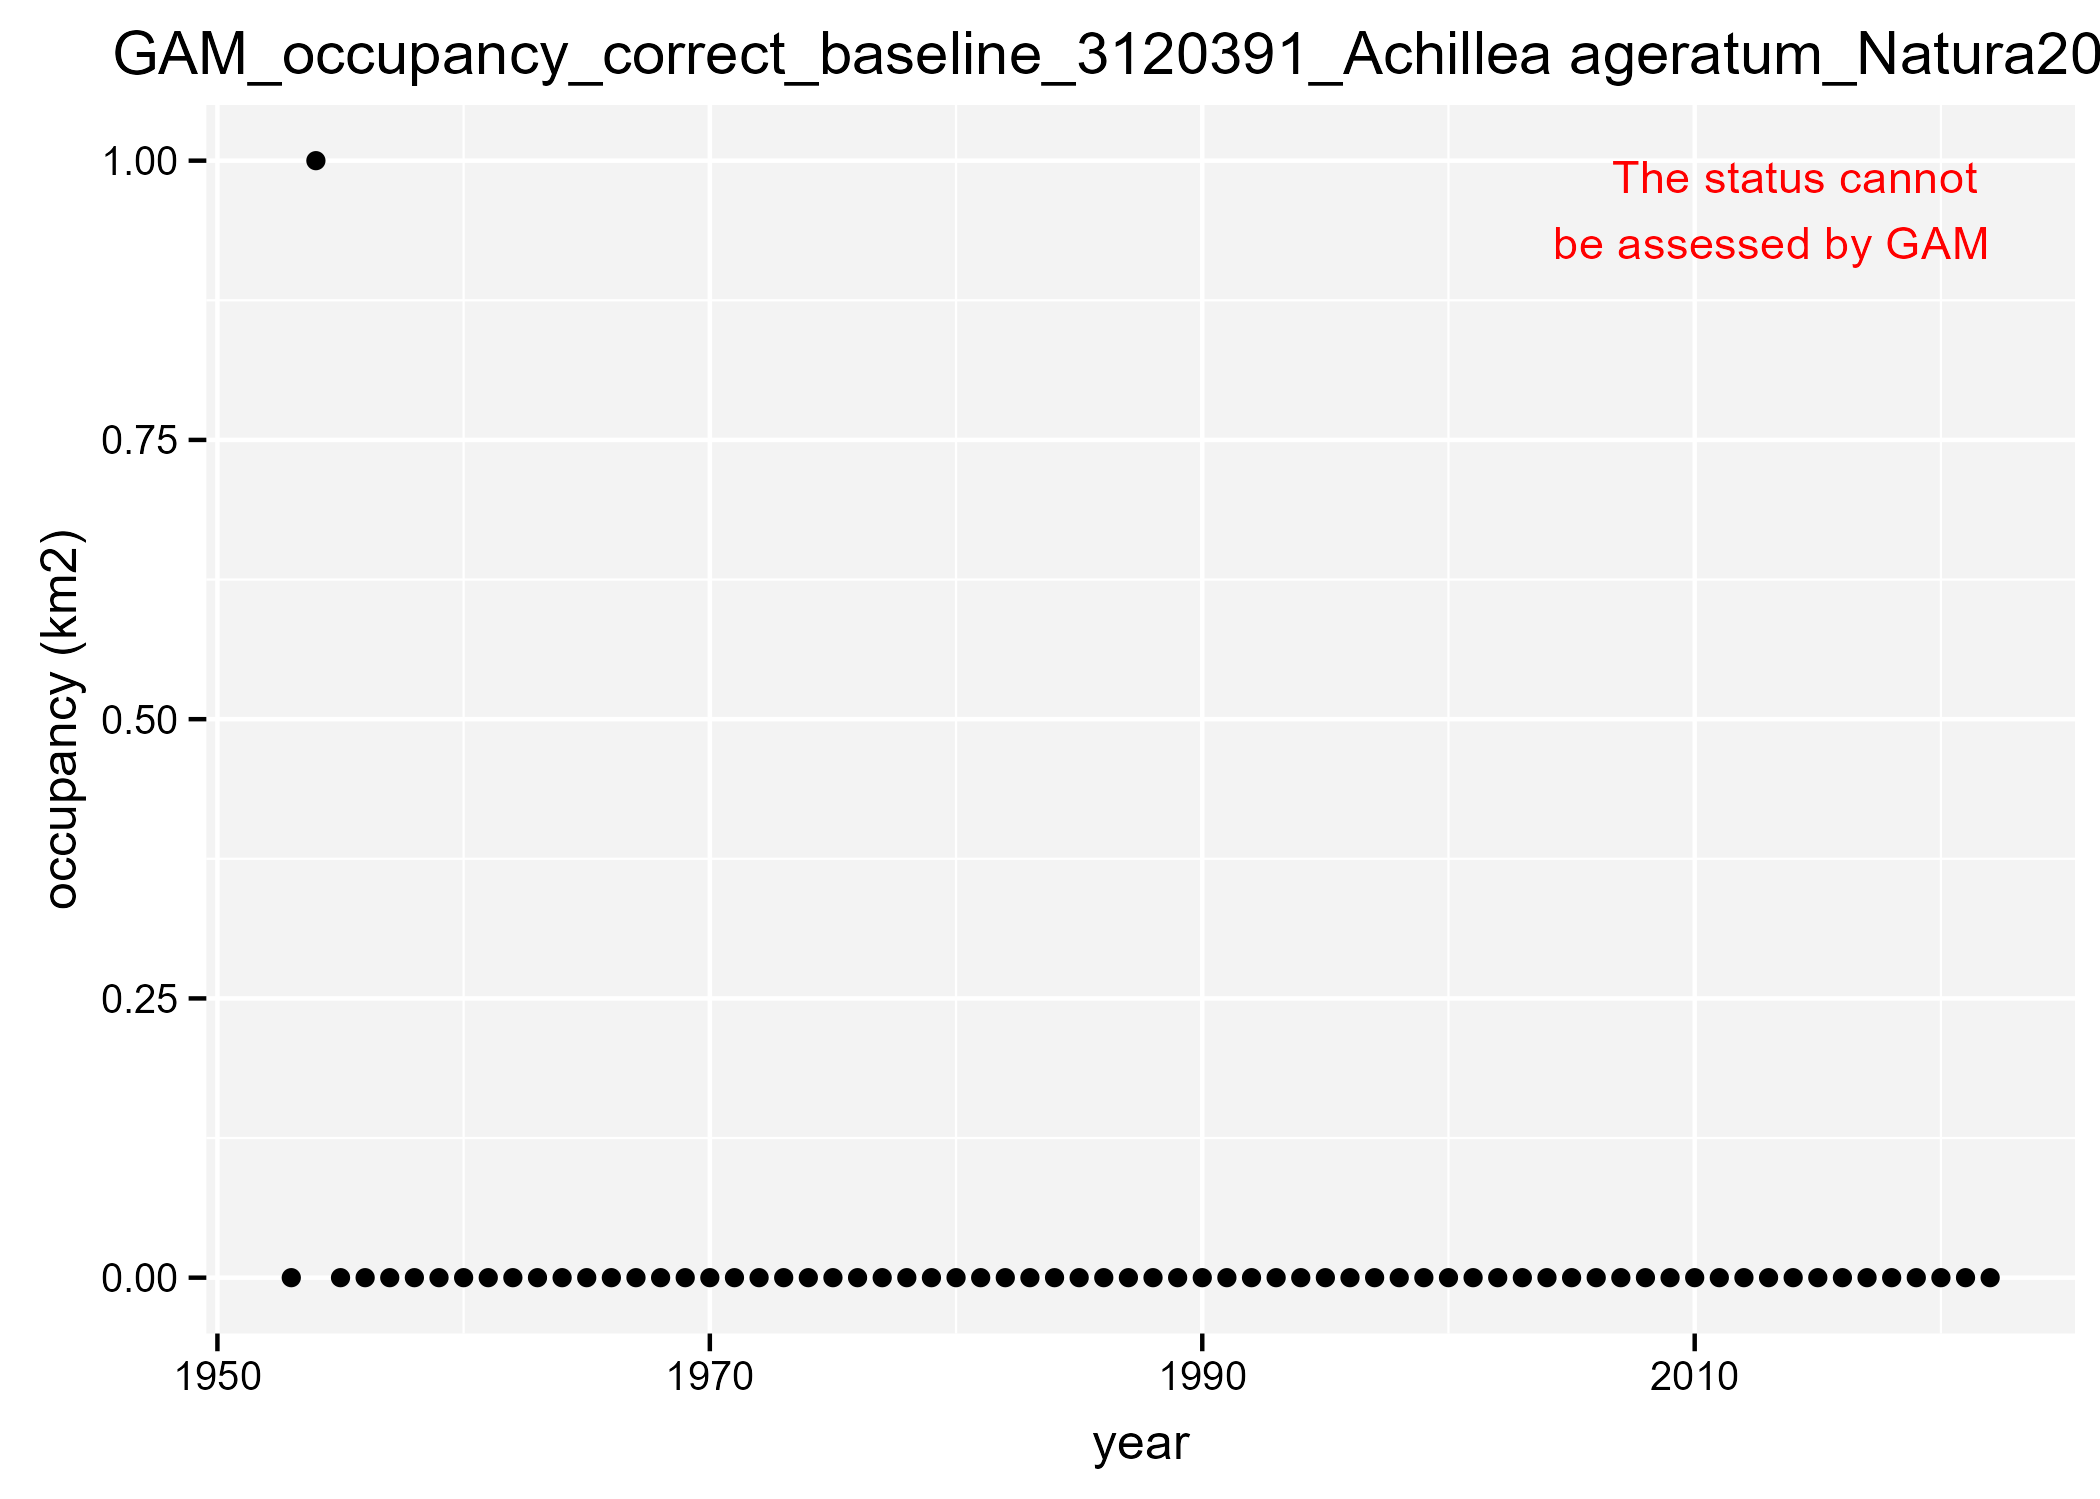 GAM_occupancy_correct_baseline_3120391_Achillea ageratum_Natura20
The status cannot
be assessed by GAM
1.00
0.75
0.50
0.25
0.00
occupancy (km2)
1950 1970 1990 2010
year